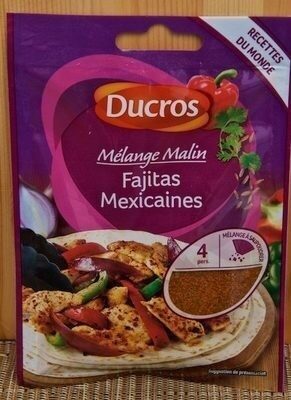 RECETTES
DU MONDE
Ducros
Mélange Malin
Fajitas
Mexicaines
4
pers.
MÉLANGE À SAUPOUDRER
Suggestion de présentation